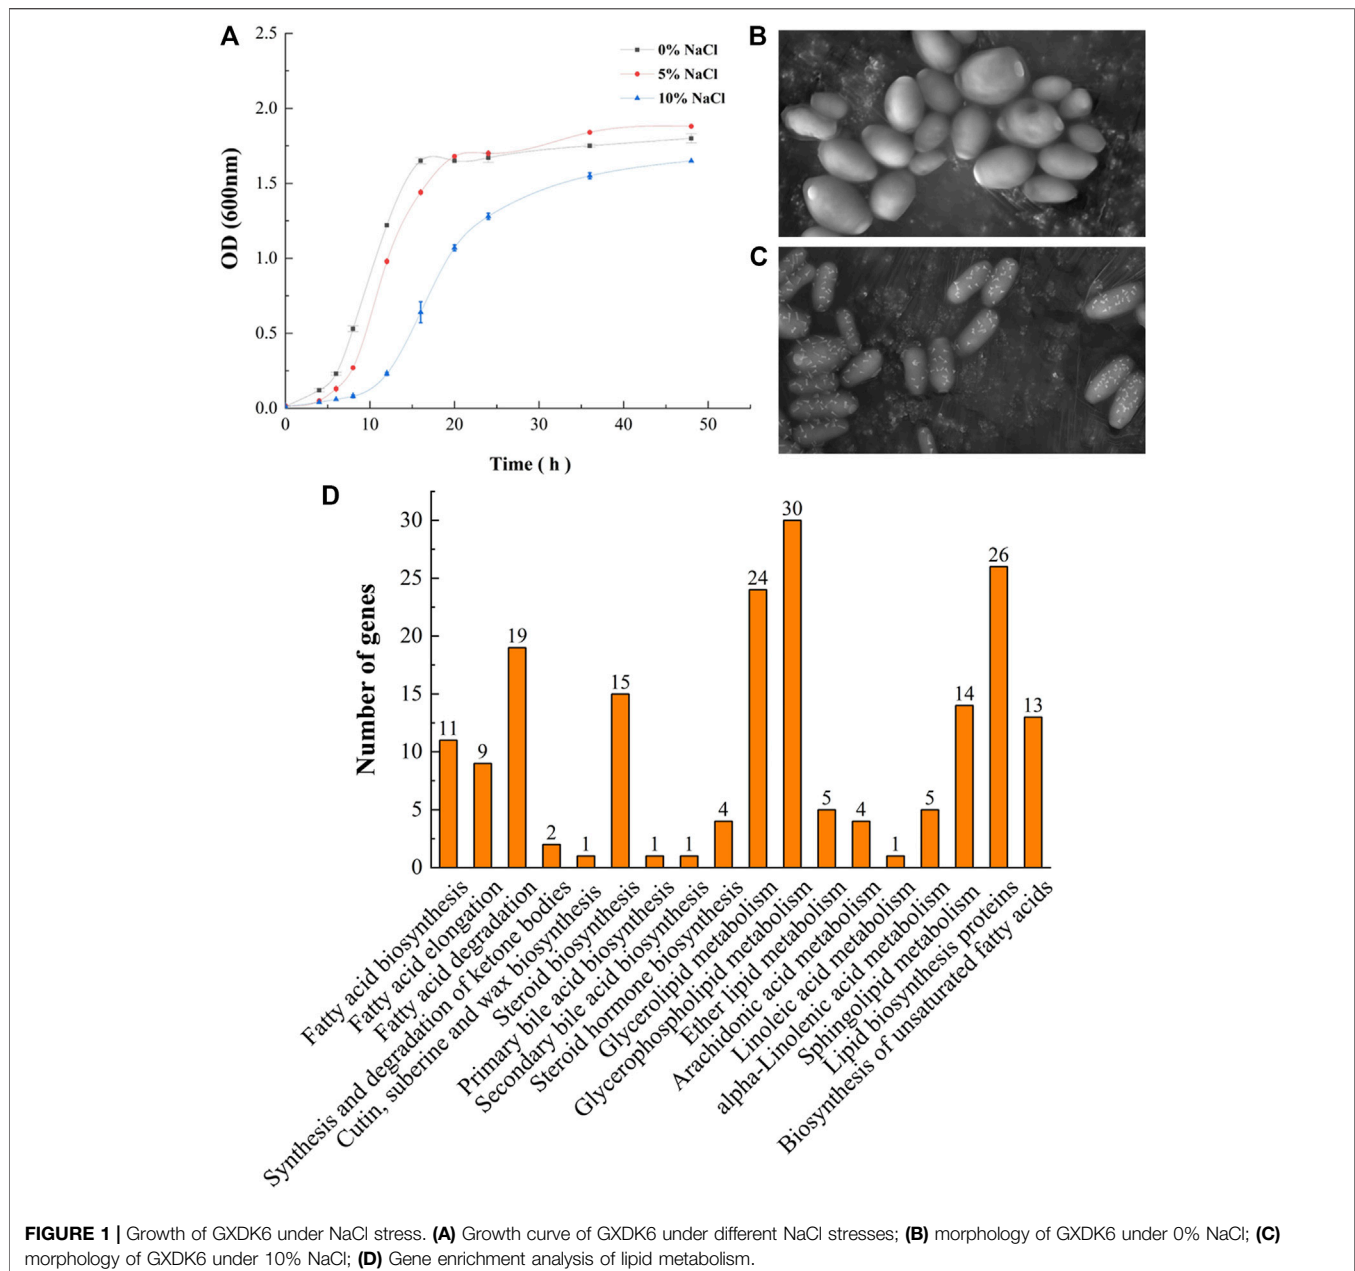 A
2.5
2.0
1.5
1.0
0.5
0.0
OD (600nm)
0% NaCl
5% NaCl
10% NaCl
0 10 20 30 40 50
Time ( h )
B
C
D
Number of genes
30
25
20
15
10
5
0
11
9
19
2
1
15
1
1
4
24
30
5
4
1
5
14
26
13
Fatty acid biosynthesis
Fatty acid elongation
Fatty acid degradation
Synthesis and degradation of ketone bodies
Cutin, suberine and wax biosynthesis
Steroid biosynthesis
Primary bile acid biosynthesis
Secondary bile acid biosynthesis
Steroid hormone biosynthesis
Glycerolipid metabolism
Glycerophospholipid metabolism
Ether lipid metabolism
Arachidonic acid metabolism
Linoleic acid metabolism
alpha-Linolenic acid metabolism
Sphingolipid metabolism
Lipid biosynthesis proteins
Biosynthesis of unsaturated fatty acids
FIGURE 1 | Growth of GXDK6 under NaCl stress. (A) Growth curve of GXDK6 under different NaCl stresses; (B) morphology of GXDK6 under 0% NaCl; (C)
morphology of GXDK6 under 10% NaCl; (D) Gene enrichment analysis of lipid metabolism.